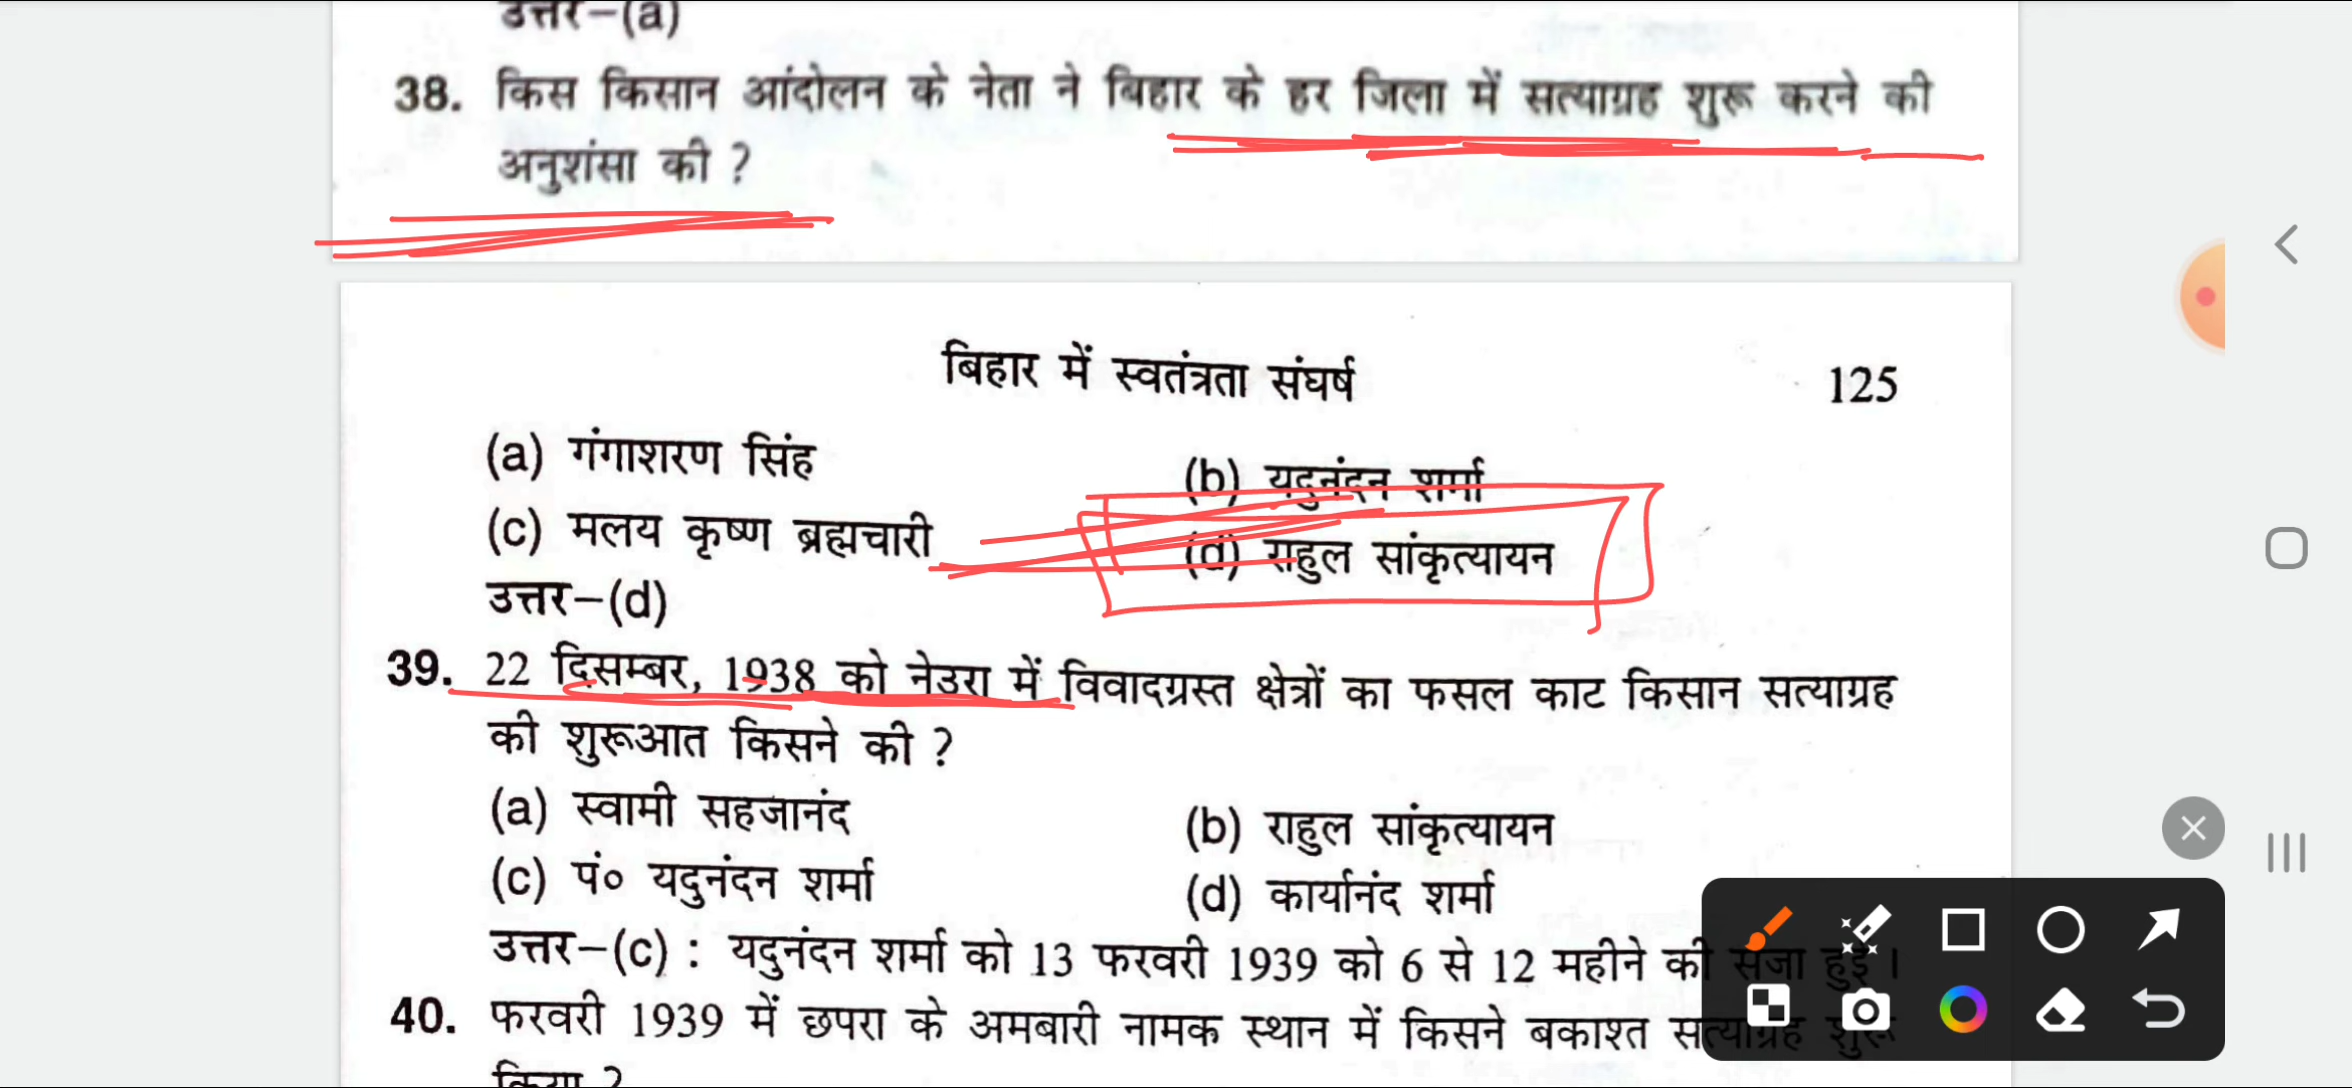 उत्तर–(a)
38. किस किसान आंदोलन के नेता ने बिहार के हर जिला में सत्याग्रह शुरू करने की
अनुशंसा की ?
बिहार में स्वतंत्रता संघर्ष 125
(a) गंगाशरण सिंह (b) यदुनंदन शर्मा
(c) मलय कृष्ण ब्रह्मचारी (d) राहुल सांकृत्यायन
उत्तर–(d)
39. 22 दिसम्बर, 1938 को नेउरा में विवादग्रस्त क्षेत्रों का फसल काट किसान सत्याग्रह
की शुरूआत किसने की ?
(a) स्वामी सहजानंद (b) राहुल सांकृत्यायन
(c) पं० यदुनंदन शर्मा (d) कार्यानंद शर्मा
उत्तर–(c) : यदुनंदन शर्मा को 13 फरवरी 1939 को 6 से 12 महीने की सजा हुई ।
40. फरवरी 1939 में छपरा के अमबारी नामक स्थान में किसने बकाश्त सत्याग्रह शुरू
किया ?